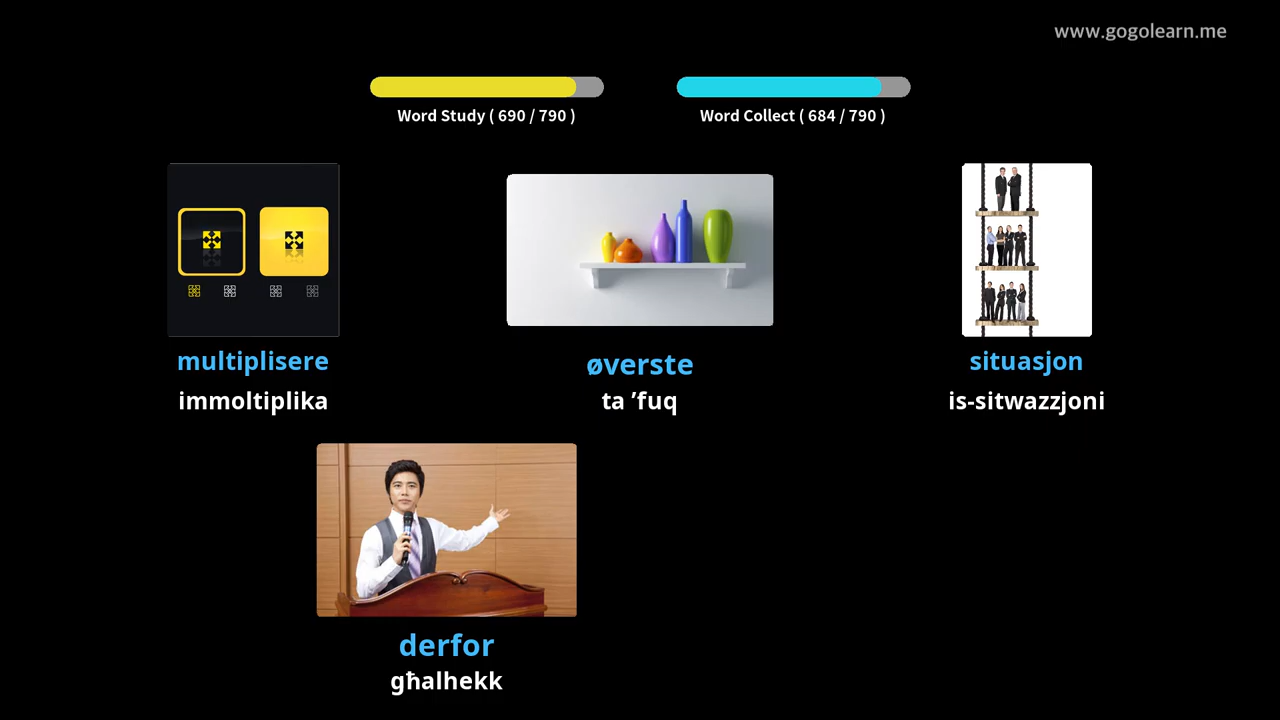 www.gogolearn.me
Word Study ( 690 / 790 )
Word Collect ( 684 / 790 )
multiplisere
immoltiplika
øverste
ta ’fuq
situasjon
is-sitwazzjoni
derfor
għalhekk